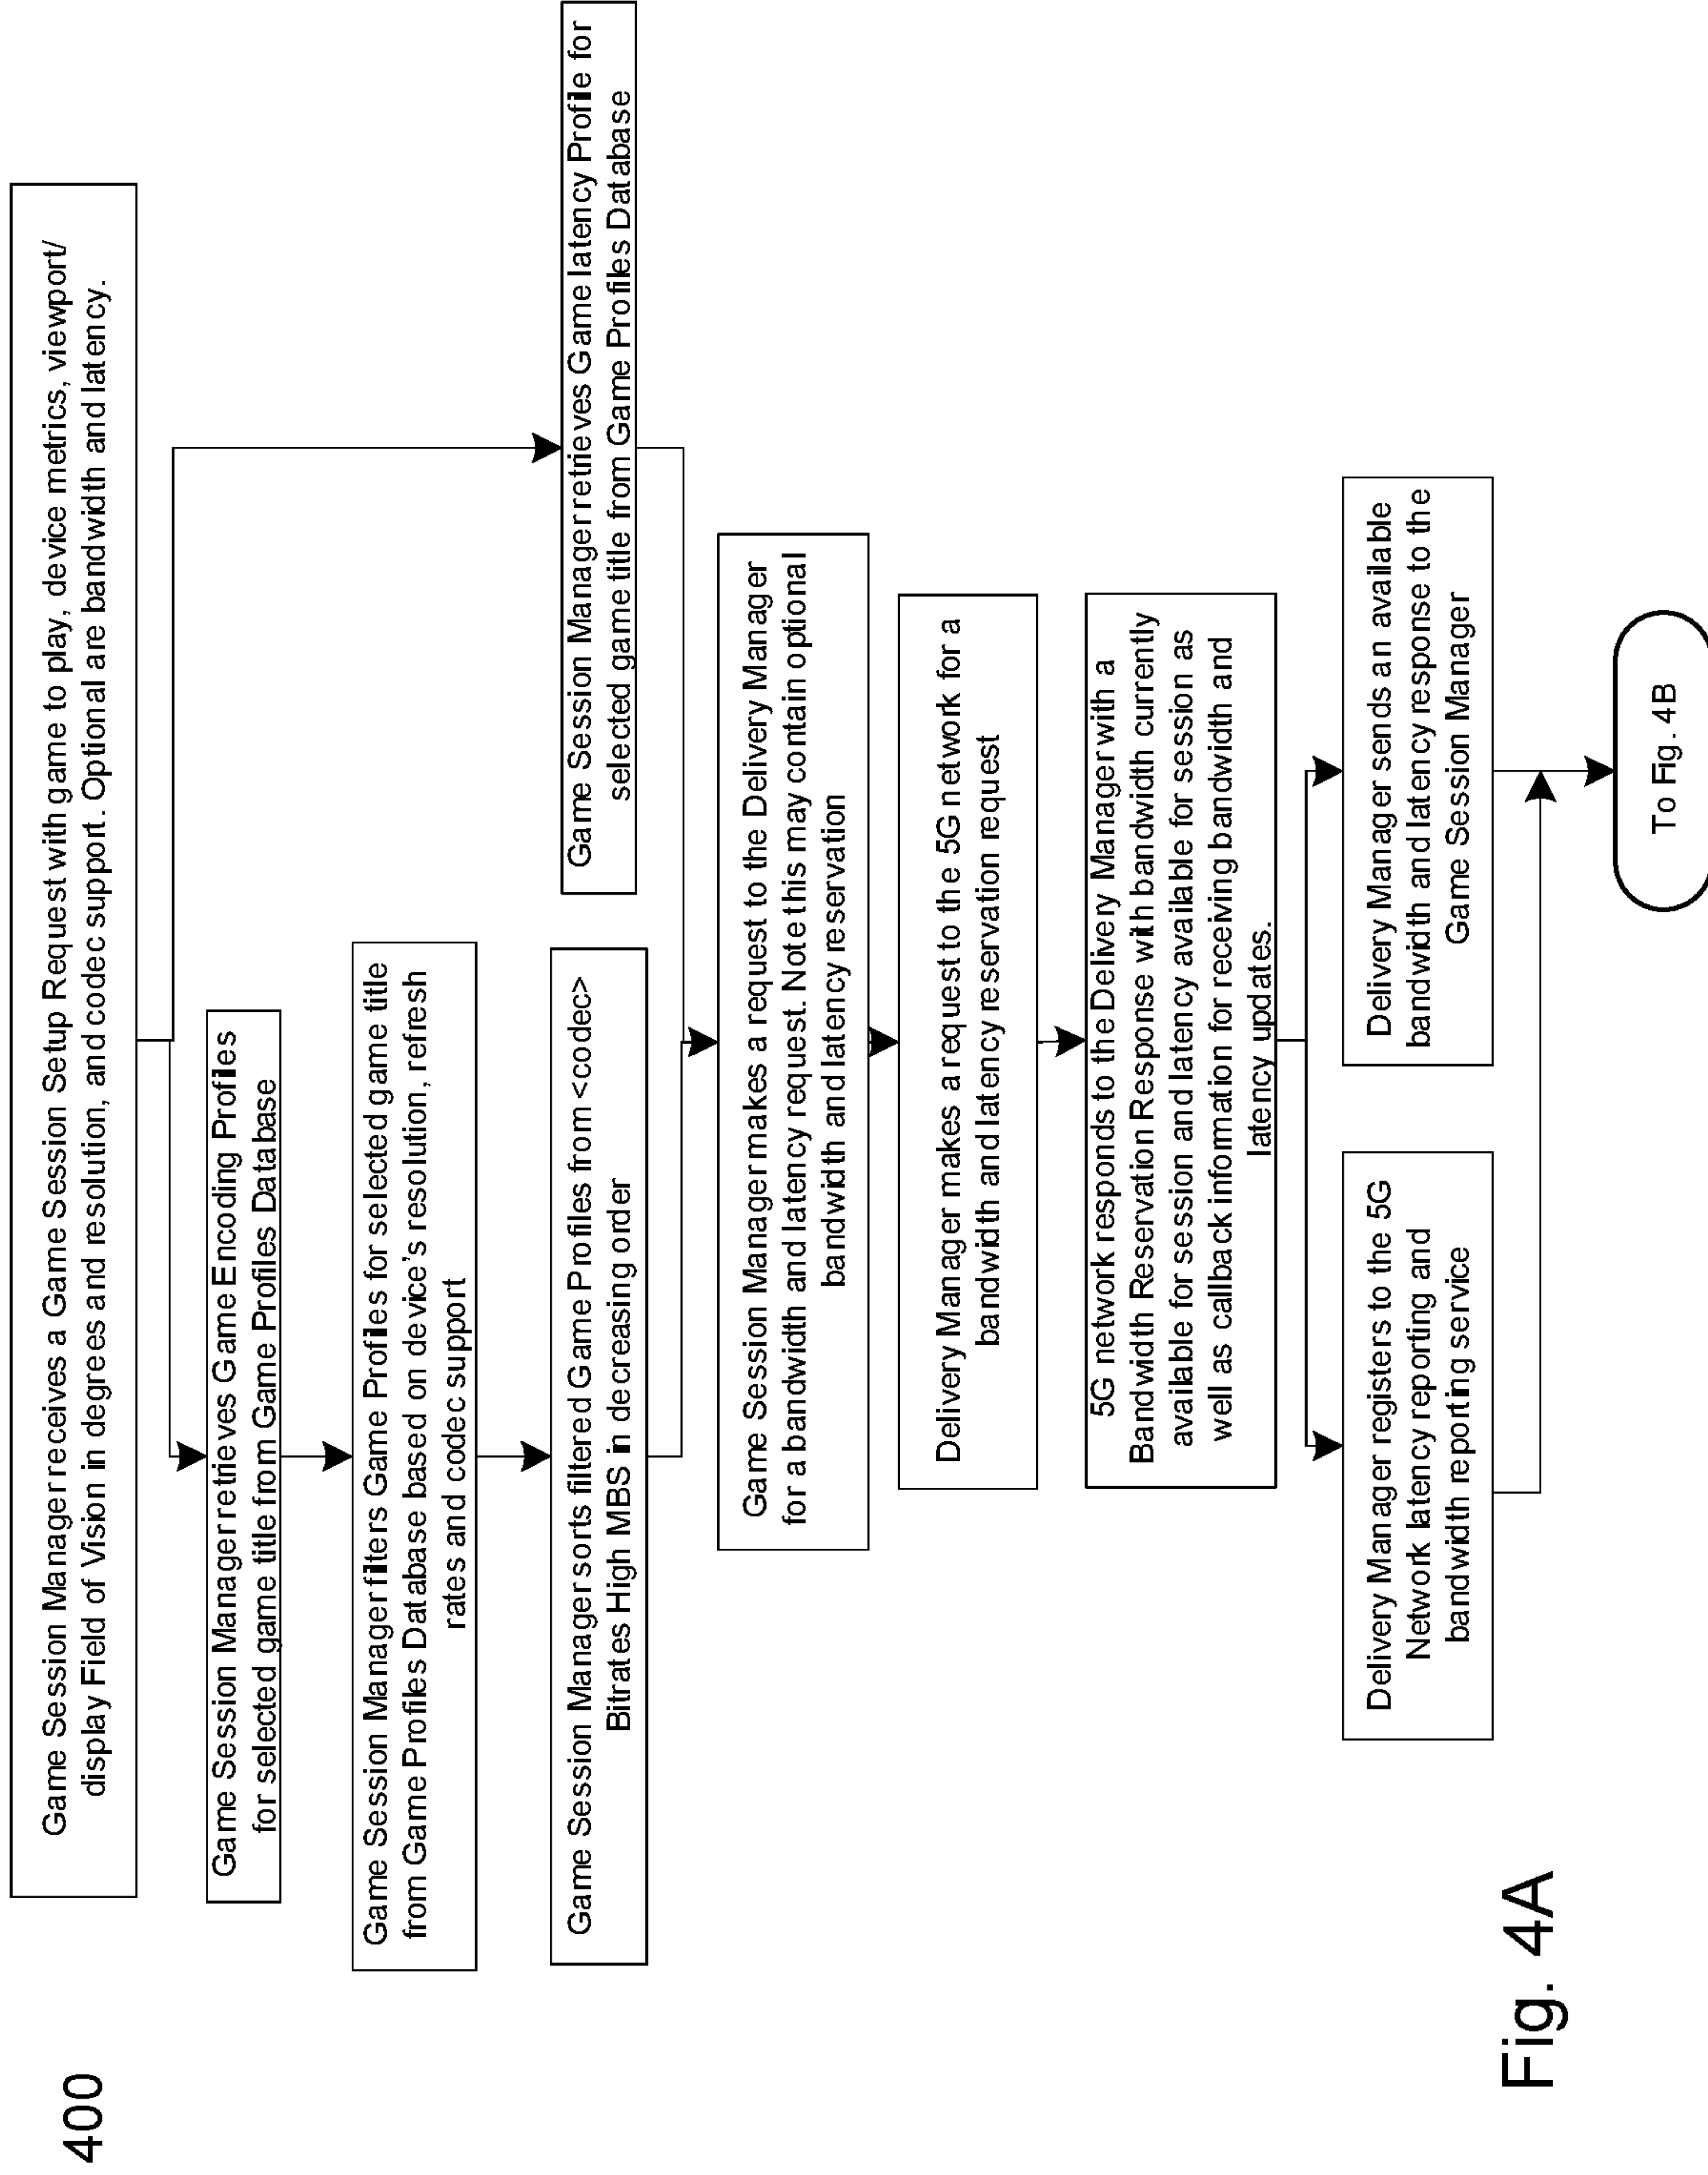 400
Game Session Manager receives a Game Session Setup Request with game to play, device metrics, viewport/
display Field of Vision in degrees and resolution, and codec support. Optional are bandwidth and latency.
Game Session Manager retrieves Game Encoding Profiles
for selected game title from Game Profiles Database
Game Session Manager filters Game Profiles for selected game title
from Game Profiles Database based on device's resolution, refresh
rates and codec support
Game Session Manager sorts filtered Game Profiles from <codec>
Bitrates High MBS in decreasing order
Game Session Manager retrieves Game latency Profile for
selected game title from Game Profiles Database
Game Session Manager makes a request to the Delivery Manager
for a bandwidth and latency request. Note this may contain optional
bandwidth and latency reservation
Delivery Manager makes a request to the 5G network for a
bandwidth and latency reservation request
5G network responds to the Delivery Manager with a
Bandwidth Reservation Response with bandwidth currently
available for session and latency available for session as
well as callback information for receiving bandwidth and
latency updates.
Delivery Manager registers to the 5G
Network latency reporting and
bandwidth reporting service
Delivery Manager sends an available
bandwidth and latency response to the
Game Session Manager
To Fig. 4B
Fig. 4A